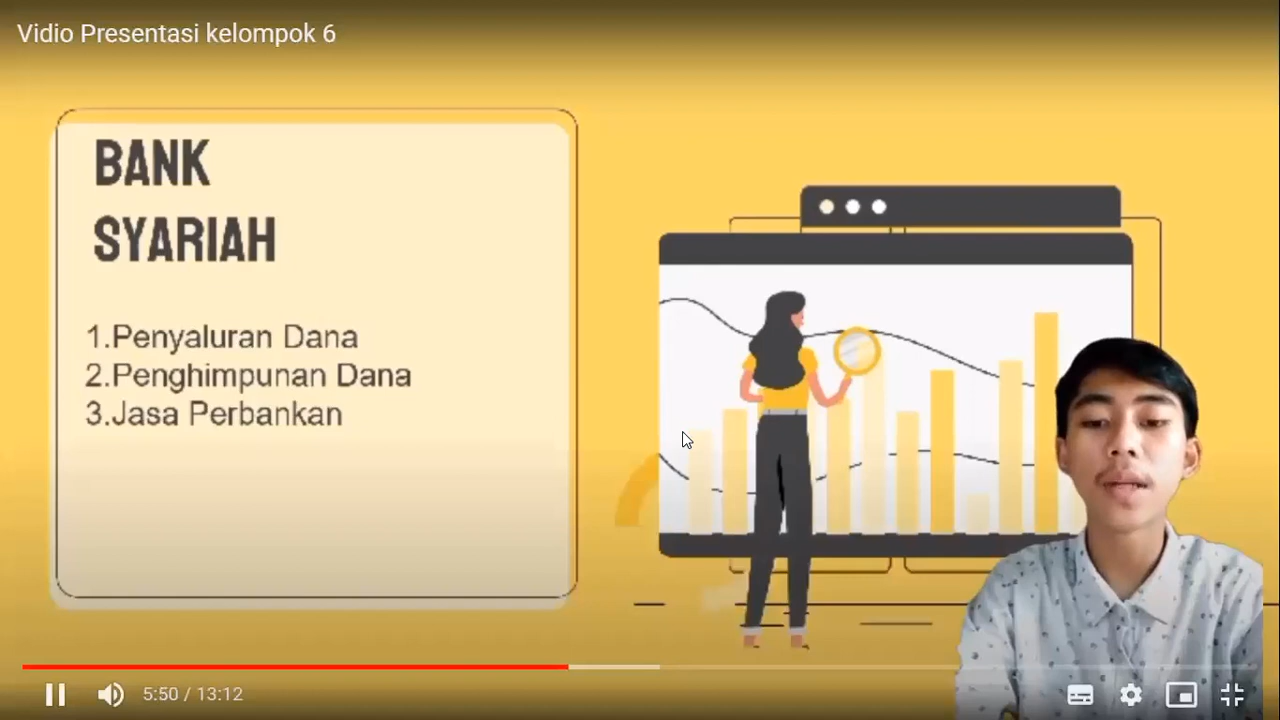 Vidio Presentasi kelompok 6
BANK
SYARIAH
1.Penyaluran Dana
2.Penghimpunan Dana
3.Jasa Perbankan
5:50 / 13:12